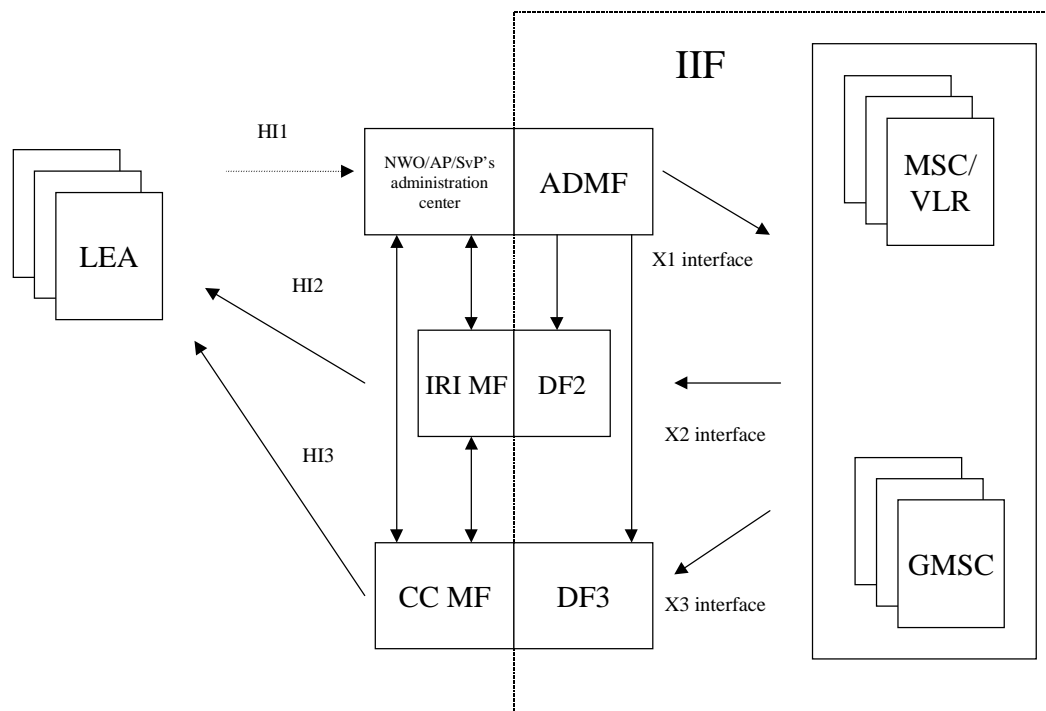 IIF
HI1
NWO/AP/SvP's
administration
center
ADMF
MSC/
VLR
LEA
X1 interface
HI2
IRI MF
DF2
X2 interface
HI3
GMSC
CC MF
DF3
X3 interface